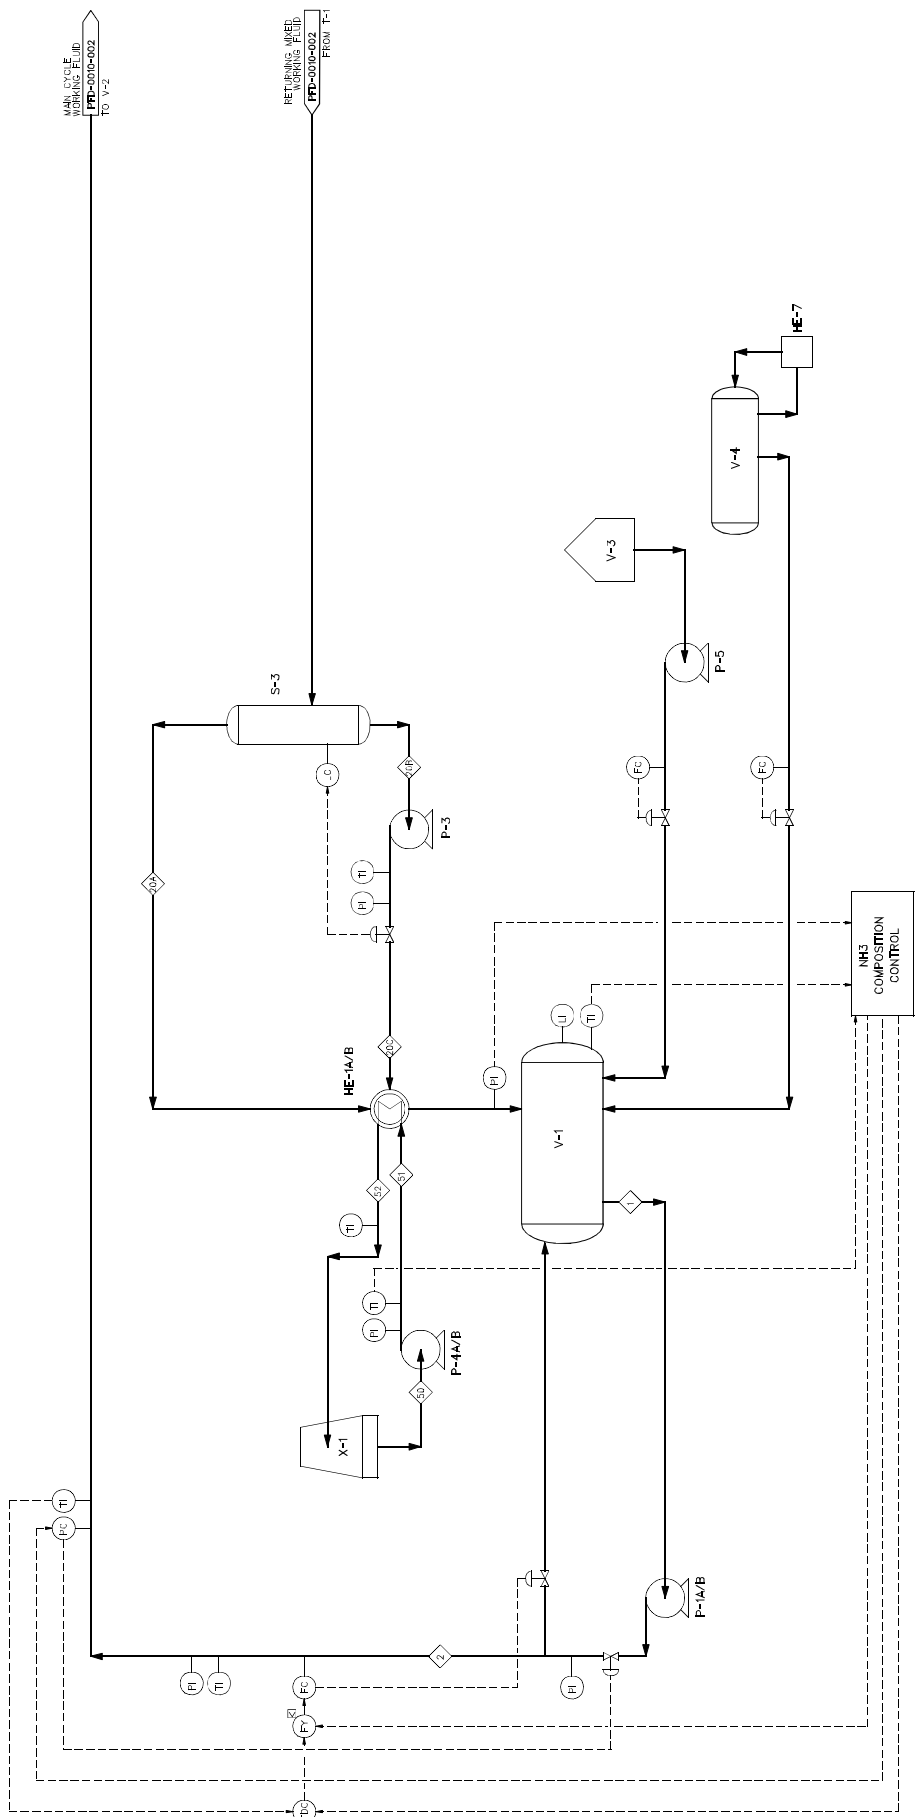 MAIN CYCLE
WORKING FLUID
PFD-0010-002
TO V-2
RETURNING MIXED
WORKING FLUID
PFD-0010-002
FROM T-1
HE-7
V-4
V-3
P-5
S-3
LC
20B
FC
FC
20A
P-3
TI
PI
NH3
COMPOSITION
CONTROL
LI
TI
20C
HE-1A/B
PI
V-1
52
51
1
TI
TI
PI
P-4A/B
50
X-1
TI
PC
P-1A/B
2
PI
TI
FC
PI
K
FY
TDC